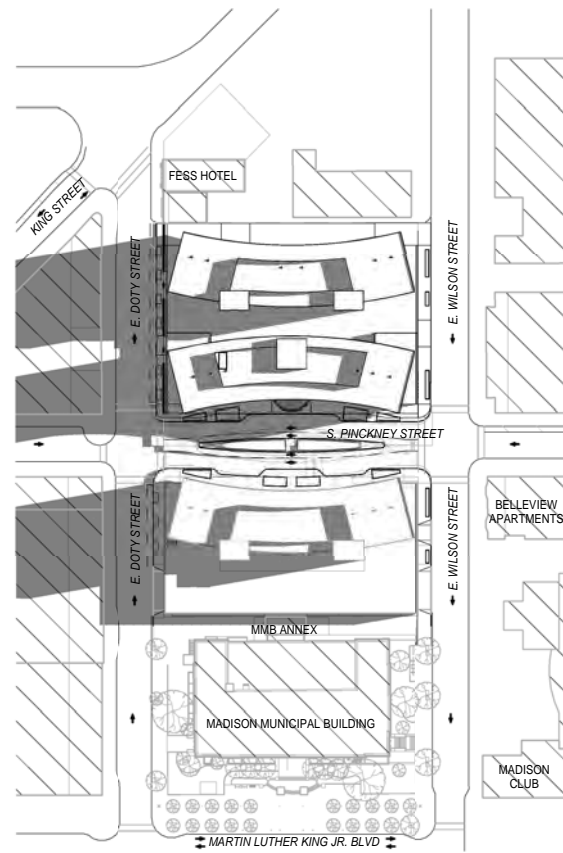 FESS HOTEL
KING STREET
E. DOTY STREET
E. WILSON STREET
S. PINCKNEY STREET
E. DOTY STREET
E. WILSON STREET
BELLEVIEW
APARTMENTS
MMB ANNEX
MADISON MUNICIPAL BUILDING
MADISON
CLUB
MARTIN LUTHER KING JR. BLVD